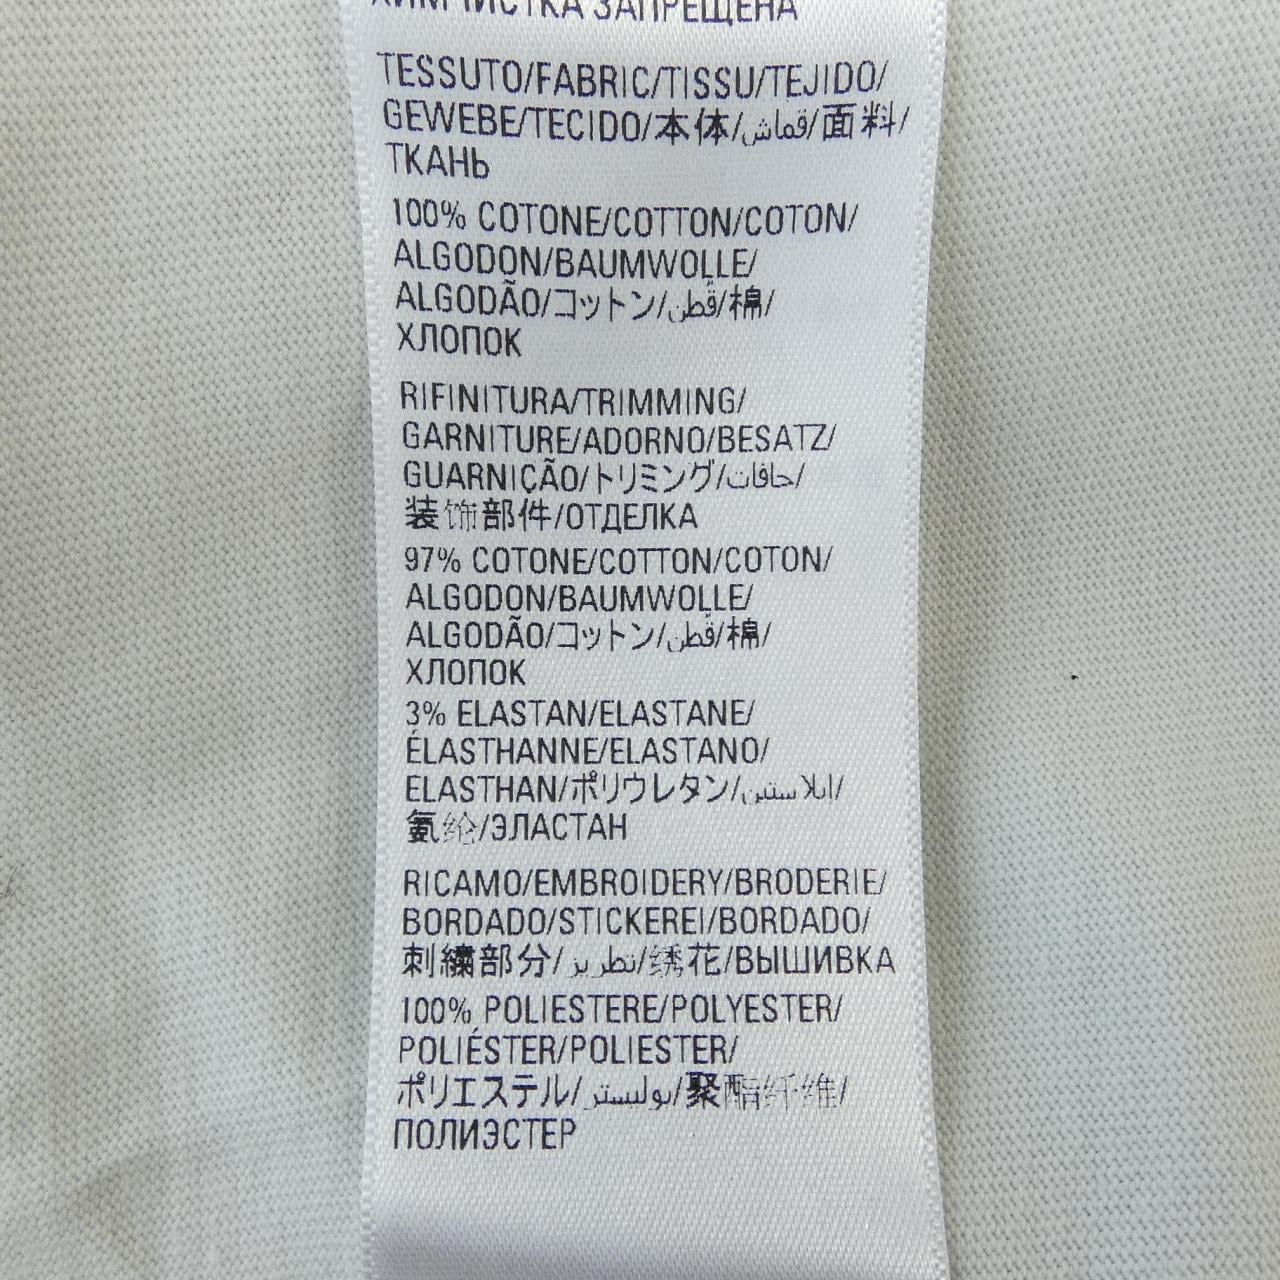 ХИМЧИСТКА ЗАПРЕЩЕНА
TESSUTO/FABRIC/TISSU/TEJIDO/
GEWEBE/TECIDO/本体/قماش/面料/
ТКАНЬ
100% COTONE/COTTON/COTON/
ALGODON/BAUMWOLLE/
ALGODÃO/コットン/قطن/棉/
ХЛОПОК
RIFINITURA/TRIMMING/
GARNITURE/ADORNO/BESATZ/
GUARNIÇÃO/トリミング/حافات/
装饰部件/ОТДЕЛКА
97% COTONE/COTTON/COTON/
ALGODON/BAUMWOLLE/
ALGODÃO/コットン/قطن/棉/
ХЛОПОК
3% ELASTAN/ELASTANE/
ÉLASTHANNE/ELASTANO/
ELASTHAN/ポリウレタン/ايلاستين/
氨纶/ЭЛАСТАН
RICAMO/EMBROIDERY/BRODERIE/
BORDADO/STICKEREI/BORDADO/
刺繍部分/تطريز/绣花/ВЫШИВКА
100% POLIESTERE/POLYESTER/
POLIÉSTER/POLIESTER/
ポリエステル/بوليستر/聚酯纤维/
ПОЛИЭСТЕР